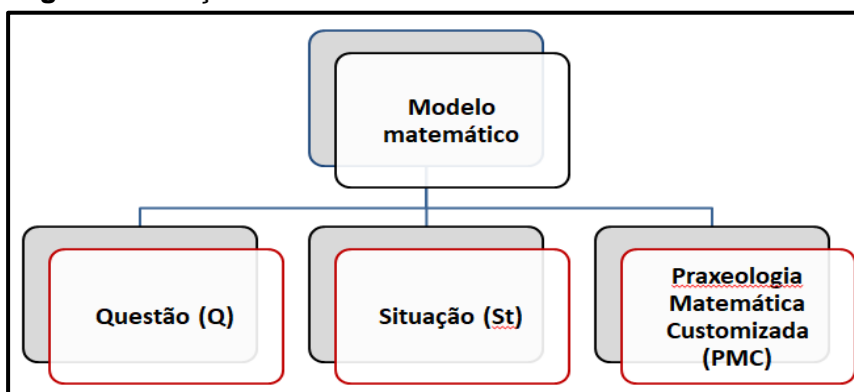 Modelo
matemático
Questão (Q)
Situação (St)
Praxeologia
Matemática
Customizada
(PMC)